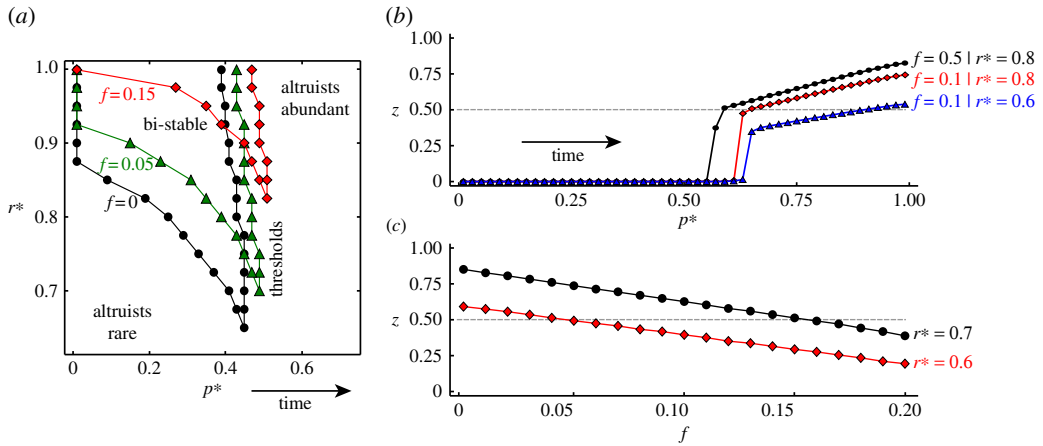 (a)
1.0
0.9
r*
0.8
0.7
0
0.2
0.4
0.6
p*
time
f=0.15
bi-stable
altruists
abundant
f=0.05
f=0
thresholds
altruists
rare
(b)
1.00
0.75
z 0.50
0.25
0
0
0.25
0.50
0.75
1.00
p*
time
f=0.5 | r*=0.8
f=0.1 | r*=0.8
f=0.1 | r*=0.6
(c)
1.00
0.75
z 0.50
0.25
0
0
0.05
0.10
0.15
0.20
f
r*=0.7
r*=0.6